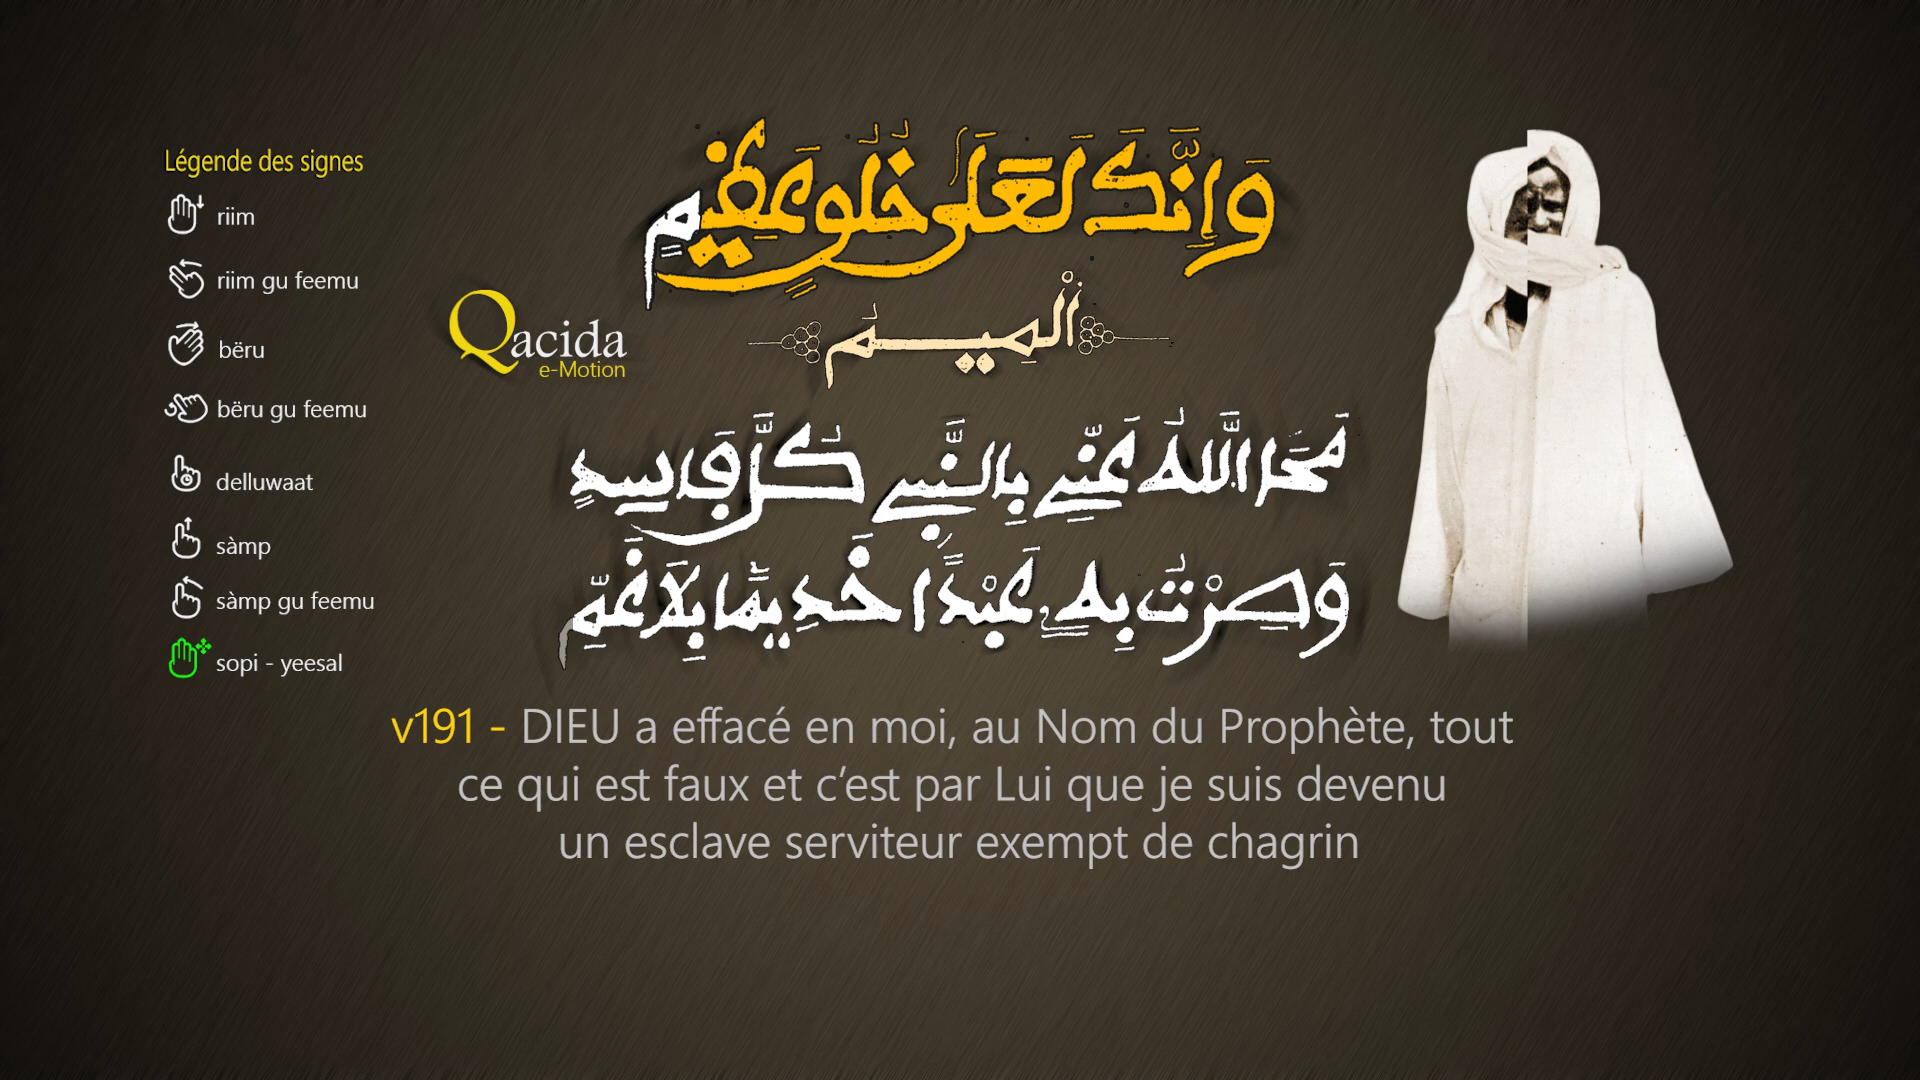 Légende des signes
riim
riim gu feemu
bëru
bëru gu feemu
delluwaat
sàmp
sàmp gu feemu
sopi - yeesal
وَإِنَّكَ لَعَلَىٰ خُلُقٍ عَظِيمٍ
Qacida
e-Motion
اَلْمِيمُ
مَحَا اللَّهُ عَنِّي بِالنَّبِيِّ كُلَّ فَاسِدٍ
وَصِرْتُ بِهِ عَبْدًا خَدِيمًا بِلَا غَمِّ
v191 - DIEU a effacé en moi, au Nom du Prophète, tout
ce qui est faux et c’est par Lui que je suis devenu
un esclave serviteur exempt de chagrin